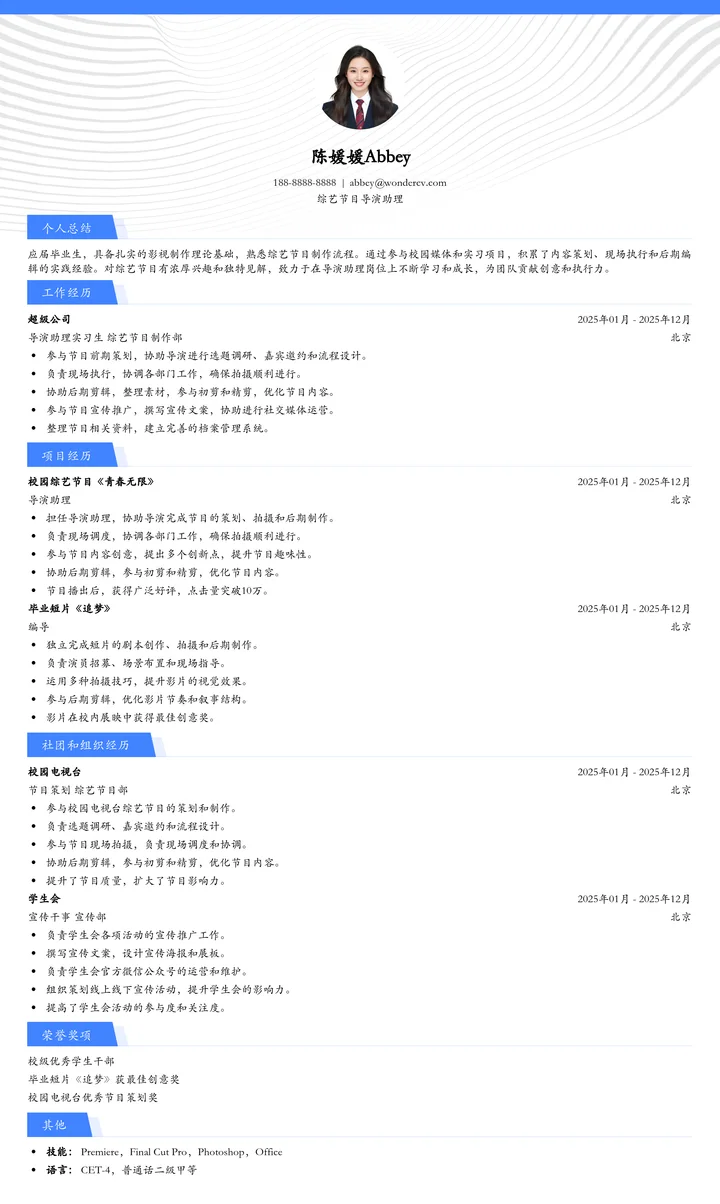 陈媛媛Abbey
188-8888-8888 | abbey@wondercv.com
综艺节目导演助理
个人总结
应届毕业生，具备扎实的影视制作理论基础，熟悉综艺节目制作流程。通过参与校园媒体和实习项目，积累了内容策划、现场执行和后期编
辑的实践经验。对综艺节目有浓厚兴趣和独特见解，致力于在导演助理岗位上不断学习和成长，为团队贡献创意和执行力。
工作经历
超级公司 2025年01月 - 2025年12月
导演助理实习生 综艺节目制作部 北京
• 参与节目前期策划，协助导演进行选题调研、嘉宾邀约和流程设计。
• 负责现场执行，协调各部门工作，确保拍摄顺利进行。
• 协助后期剪辑，整理素材，参与初剪和精剪，优化节目内容。
• 参与节目宣传推广，撰写宣传文案，协助进行社交媒体运营。
• 整理节目相关资料，建立完善的档案管理系统。
项目经历
校园综艺节目《青春无限》 2025年01月 - 2025年12月
导演助理 北京
• 担任导演助理，协助导演完成节目的策划、拍摄和后期制作。
• 负责现场调度，协调各部门工作，确保拍摄顺利进行。
• 参与节目内容创意，提出多个创新点，提升节目趣味性。
• 协助后期剪辑，参与初剪和精剪，优化节目内容。
• 节目播出后，获得广泛好评，点击量突破10万。
毕业短片《追梦》 2025年01月 - 2025年12月
编导 北京
• 独立完成短片的剧本创作、拍摄和后期制作。
• 负责演员招募、场景布置和现场指导。
• 运用多种拍摄技巧，提升影片的视觉效果。
• 参与后期剪辑，优化影片节奏和叙事结构。
• 影片在校内展映中获得最佳创意奖。
社团和组织经历
校园电视台 2025年01月 - 2025年12月
节目策划 综艺节目部 北京
• 参与校园电视台综艺节目的策划和制作。
• 负责选题调研、嘉宾邀约和流程设计。
• 参与节目现场拍摄，负责现场调度和协调。
• 协助后期剪辑，参与初剪和精剪，优化节目内容。
• 提升了节目质量，扩大了节目影响力。
学生会 2025年01月 - 2025年12月
宣传干事 宣传部 北京
• 负责学生会各项活动的宣传推广工作。
• 撰写宣传文案，设计宣传海报和展板。
• 负责学生会官方微信公众号的运营和维护。
• 组织策划线上线下宣传活动，提升学生会的影响力。
• 提高了学生会活动的参与度和关注度。
荣誉奖项
校级优秀学生干部
毕业短片《追梦》获最佳创意奖
校园电视台优秀节目策划奖
其他
• 技能： Premiere，Final Cut Pro，Photoshop，Office
• 语言： CET-4，普通话二级甲等